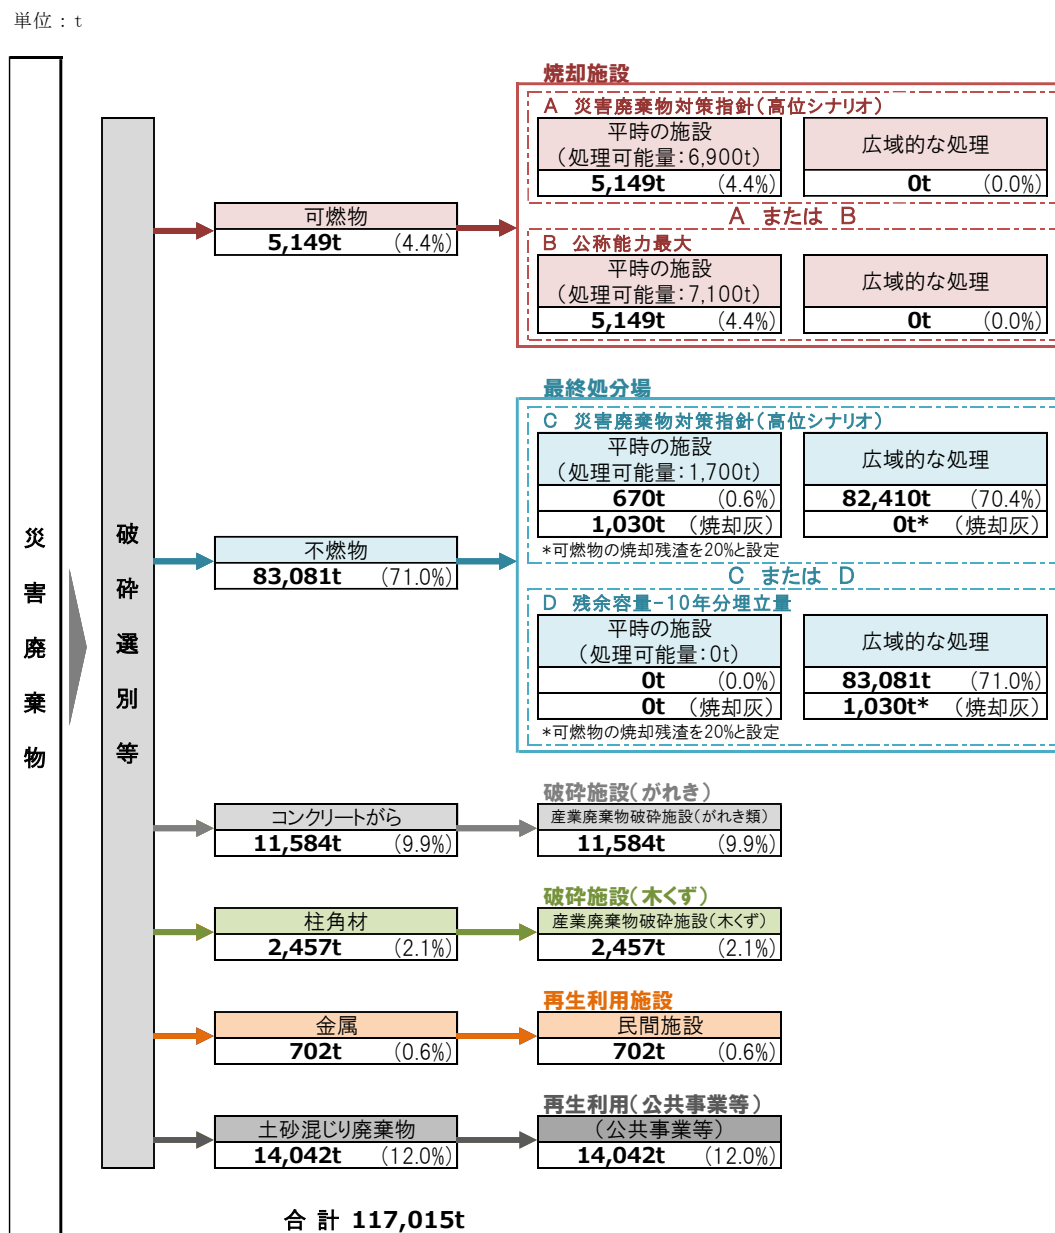 単位：t
災害廃棄物
破砕選別等
焼却施設
A 災害廃棄物対策指針(高位シナリオ)
平時の施設
(処理可能量:6,900t)
5,149t (4.4%)
広域的な処理
0t (0.0%)
可燃物
5,149t (4.4%)
A または B
B 公称能力最大
平時の施設
(処理可能量:7,100t)
5,149t (4.4%)
広域的な処理
0t (0.0%)
最終処分場
C 災害廃棄物対策指針(高位シナリオ)
平時の施設
(処理可能量:1,700t)
670t (0.6%)
1,030t (焼却灰)
広域的な処理
82,410t (70.4%)
0t* (焼却灰)
*可燃物の焼却残渣を20%と設定
不燃物
83,081t (71.0%)
C または D
D 残余容量-10年分埋立量
平時の施設
(処理可能量:0t)
0t (0.0%)
0t (焼却灰)
広域的な処理
83,081t (71.0%)
1,030t* (焼却灰)
*可燃物の焼却残渣を20%と設定
破砕施設(がれき)
コンクリートがら
11,584t (9.9%)
産業廃棄物破砕施設(がれき類)
11,584t (9.9%)
破砕施設(木くず)
柱角材
2,457t (2.1%)
産業廃棄物破砕施設(木くず)
2,457t (2.1%)
再生利用施設
金属
702t (0.6%)
民間施設
702t (0.6%)
再生利用(公共事業等)
土砂混じり廃棄物
14,042t (12.0%)
(公共事業等)
14,042t (12.0%)
合計 117,015t